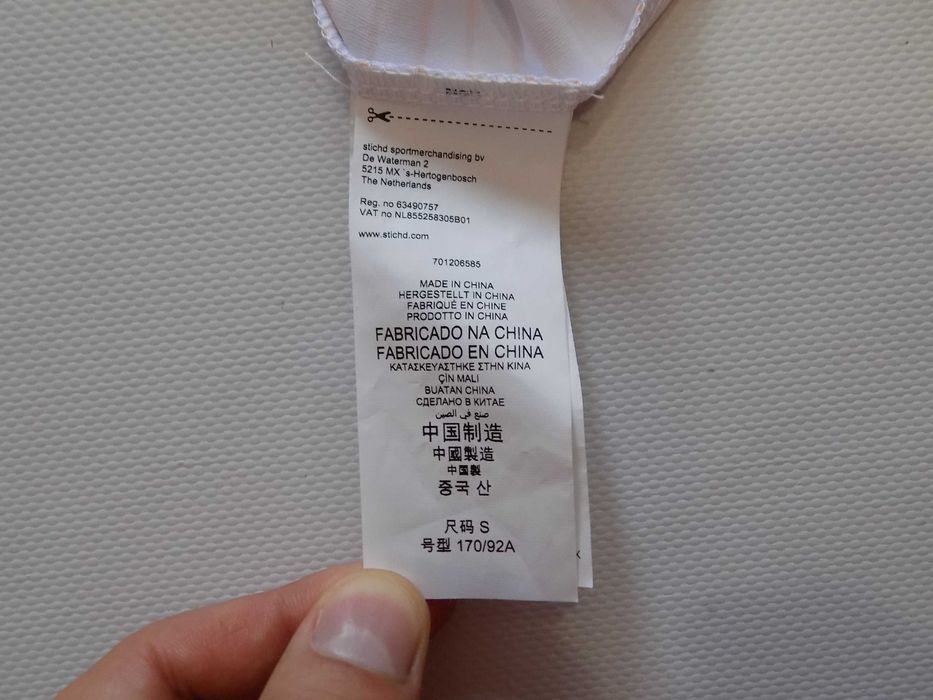 stichd sportmerchandising bv
De Waterman 2
5215 MX `s-Hertogenbosch
The Netherlands
Reg. no 63490757
VAT no NL855258305B01
www.stichd.com
701206585
MADE IN CHINA
HERGESTELLT IN CHINA
FABRIQUÉ EN CHINE
PRODOTTO IN CHINA
FABRICADO NA CHINA
FABRICADO EN CHINA
ΚΑΤΑΣΚΕΥΑΣΤΗΚΕ ΣΤΗΝ ΚΙΝΑ
ÇİN MALI
BUATAN CHINA
СДЕЛАНО В КИТАЕ
صنع في الصين
中国制造
中國製造
中国製
중국 산
尺码 S
号型 170/92A